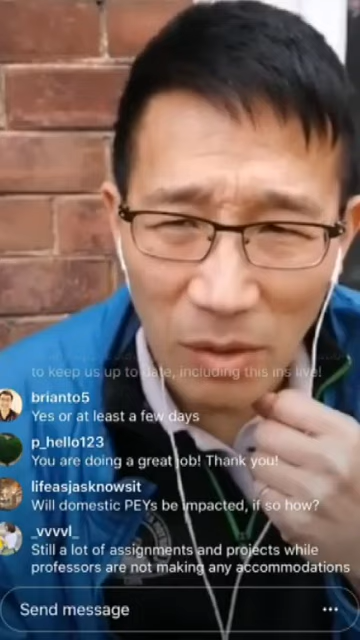 to keep us up to date, including this ins live!
brianto5
Yes or at least a few days
p_hello123
You are doing a great job! Thank you!
lifeasjasknowsit
Will domestic PEYs be impacted, if so how?
_vvvl_
Still a lot of assignments and projects while
professors are not making any accommodations
Send message